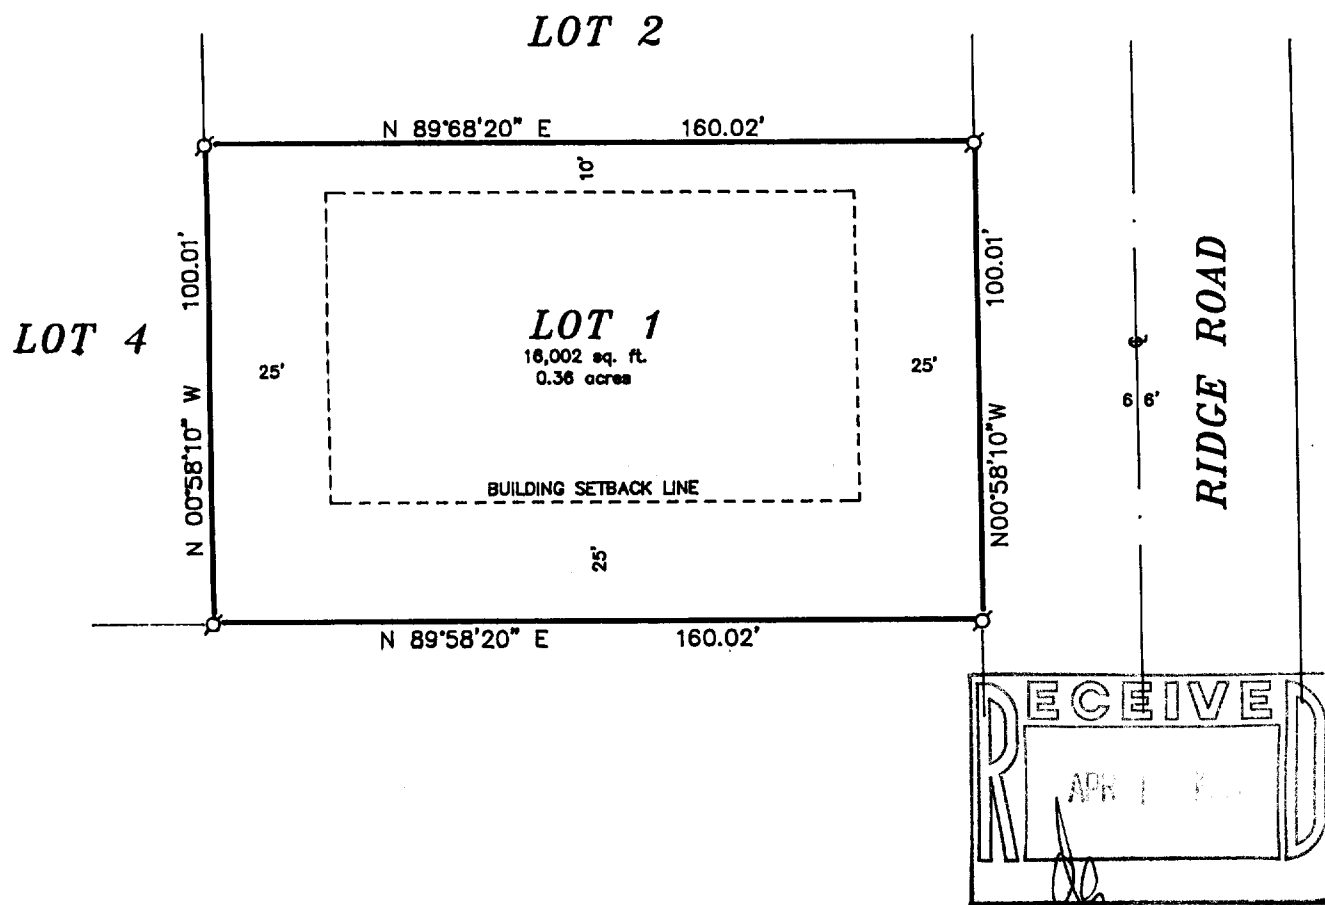 LOT 2
N 89°68'20" E 160.02'
10'
100.01'
100.01'
LOT 4
LOT 1
16,002 sq. ft.
0.36 acres
25'
25'
N 00°58'10" W
N00°58'10"W
66'
RIDGE ROAD
BUILDING SETBACK LINE
25'
N 89°58'20" E 160.02'
RECEIVED
APR